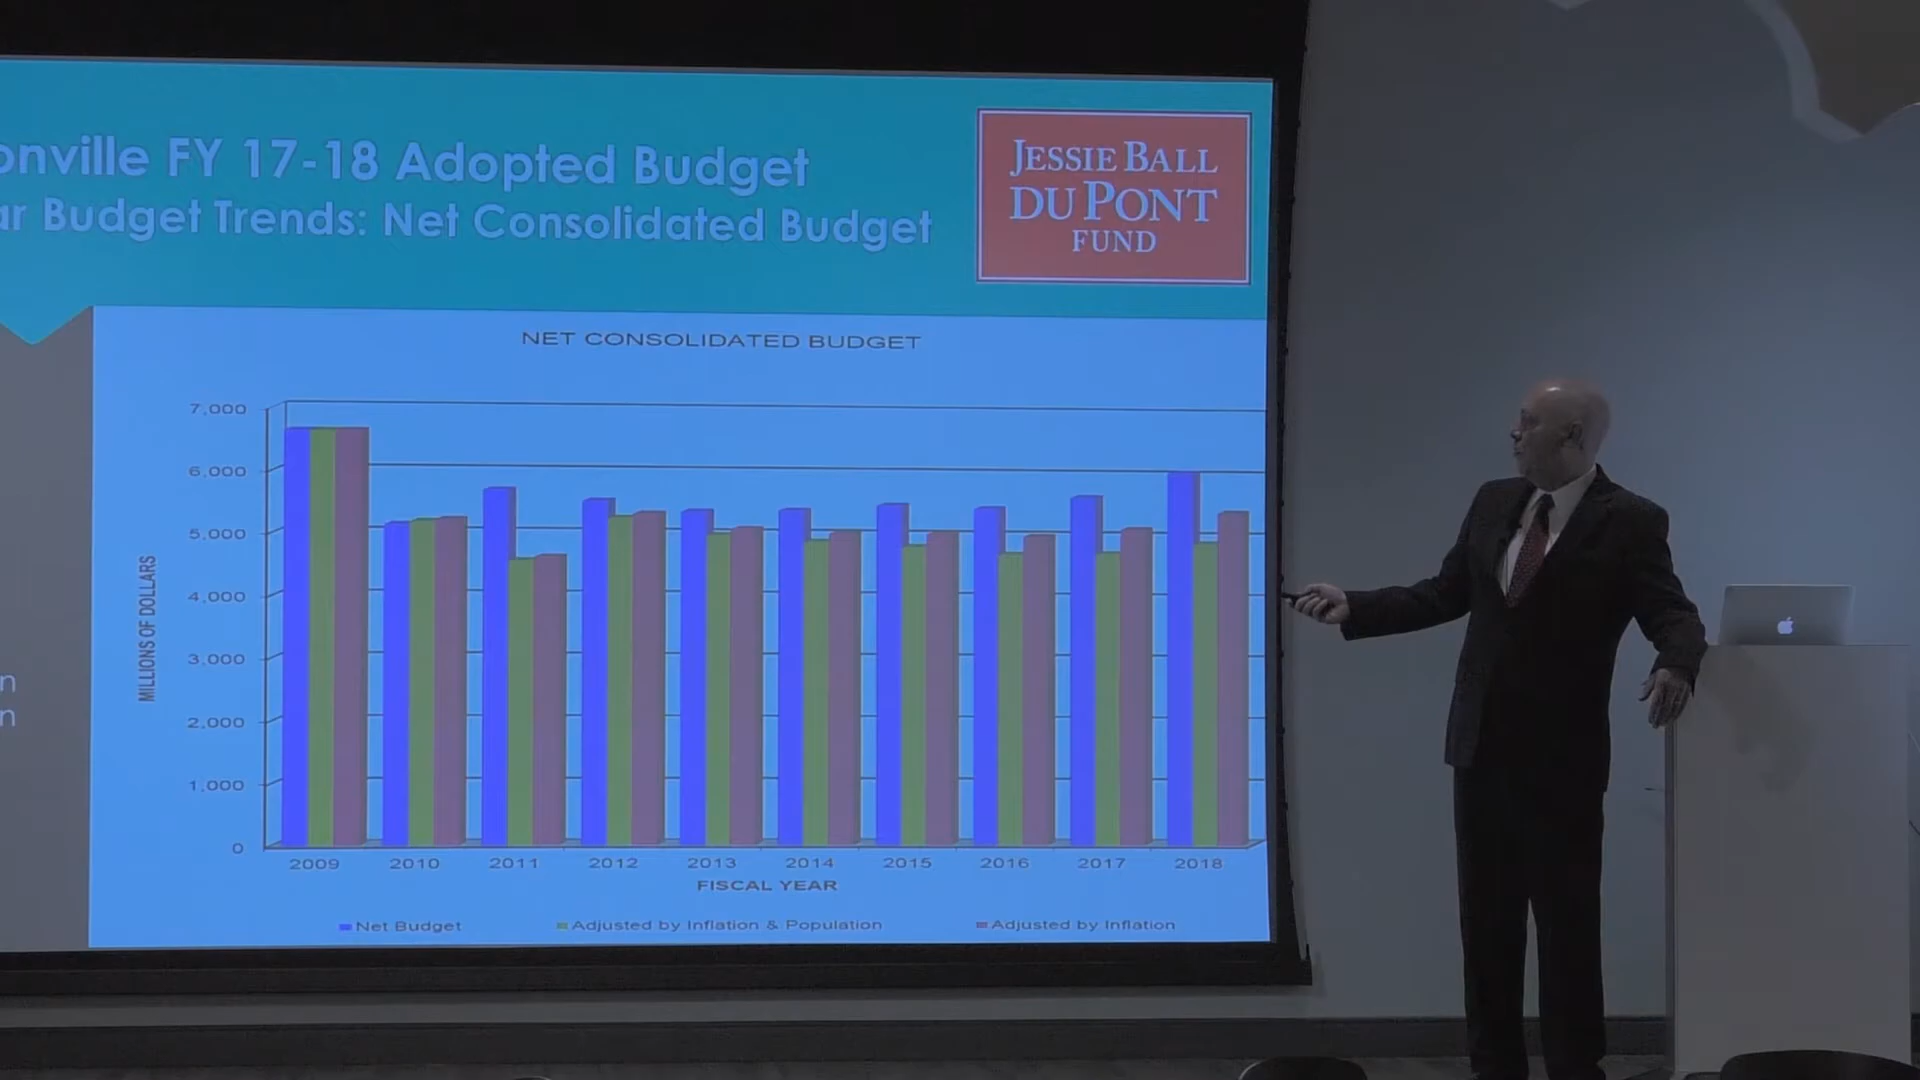 onville FY 17-18 Adopted Budget
ar Budget Trends: Net Consolidated Budget
JESSIE BALL
DU PONT
FUND
NET CONSOLIDATED BUDGET
7,000
6,000
5,000
4,000
3,000
2,000
1,000
0
MILLIONS OF DOLLARS
n
n
2009 2010 2011 2012 2013 2014 2015 2016 2017 2018
FISCAL YEAR
Net Budget Adjusted by Inflation & Population Adjusted by Inflation